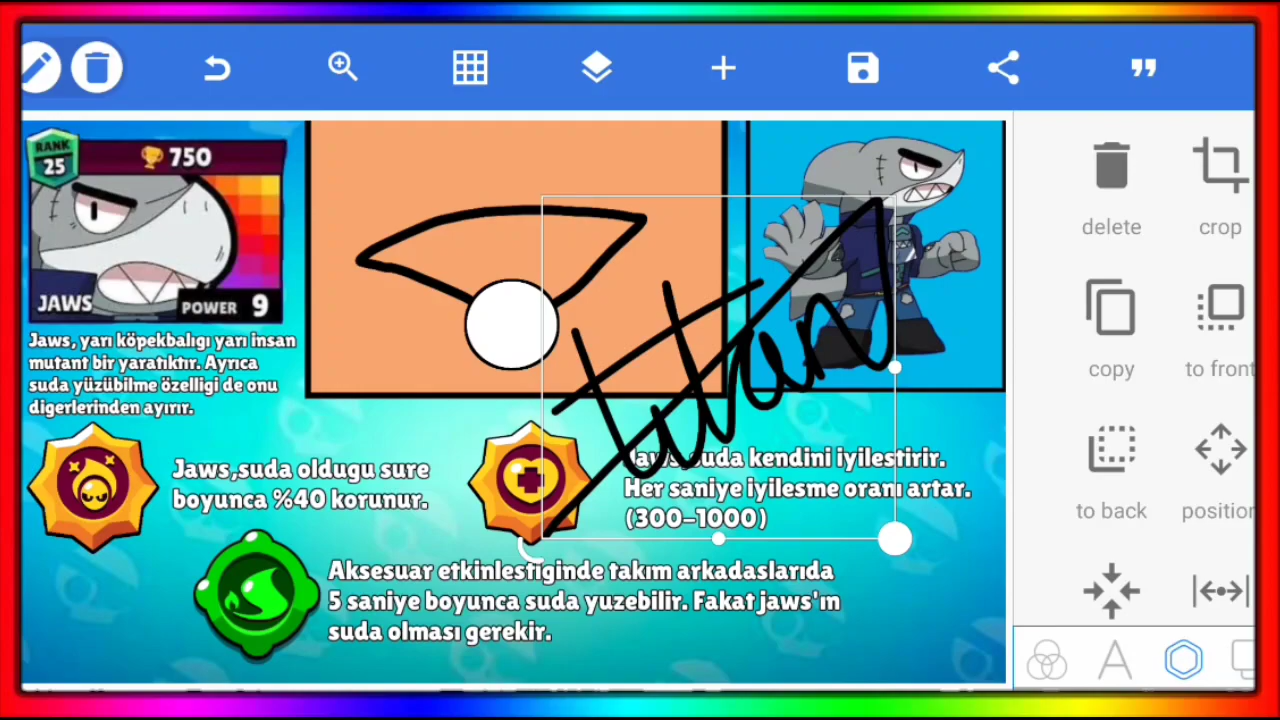 RANK
25
750
JAWS
POWER 9
Jaws, yarı köpekbalıgı yarı insan
mutant bir yaratıktır. Ayrıca
suda yüzübilme özelligi de onu
digerlerinden ayırır.
Jaws,suda oldugu sure
boyunca %40 korunur.
Jaws,suda kendini iyilestirir.
Her saniye iyilesme oranı artar.
(300-1000)
Aksesuar etkinlestiginde takım arkadaslarıda
5 saniye boyunca suda yuzebilir. Fakat jaws'ın
suda olması gerekir.
titan
delete
crop
copy
to front
to back
position